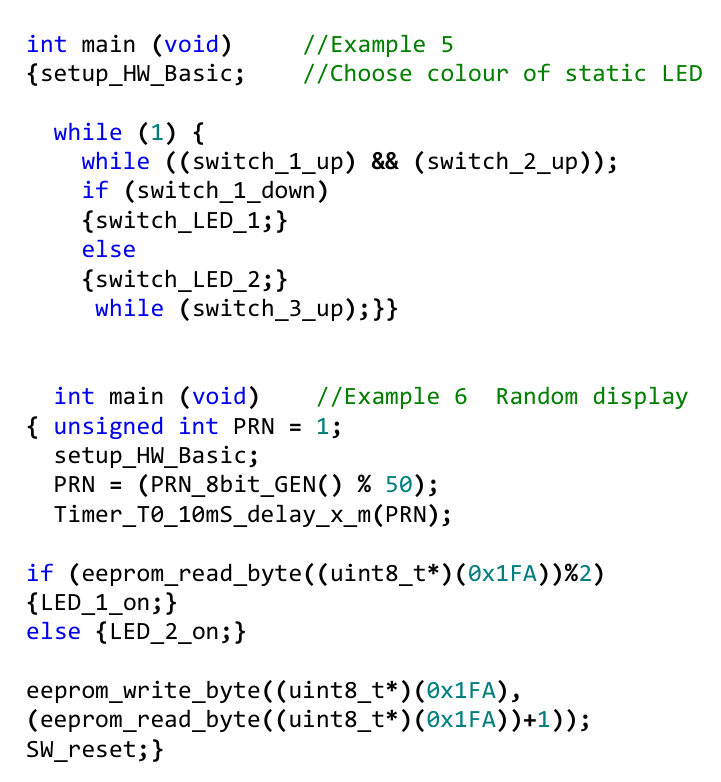 int main (void)     //Example 5
{setup_HW_Basic;    //Choose colour of static LED
  while (1) {
    while ((switch_1_up) && (switch_2_up));
    if (switch_1_down)
    {switch_LED_1;}
    else
    {switch_LED_2;}
     while (switch_3_up);}}
  int main (void)    //Example 6  Random display
{ unsigned int PRN = 1;
  setup_HW_Basic;
  PRN = (PRN_8bit_GEN() % 50);
  Timer_T0_10mS_delay_x_m(PRN);
if (eeprom_read_byte((uint8_t*)(0x1FA))%2)
{LED_1_on;}
else {LED_2_on;}
eeprom_write_byte((uint8_t*)(0x1FA),
(eeprom_read_byte((uint8_t*)(0x1FA))+1));
SW_reset;}